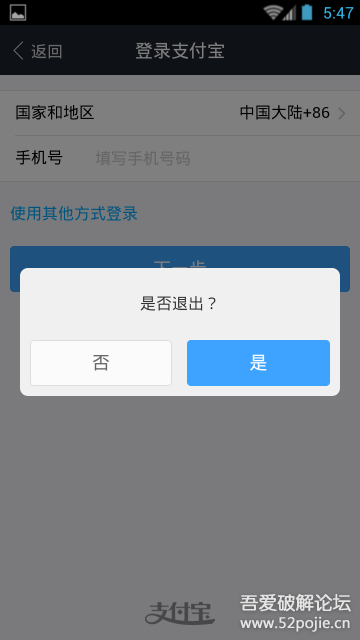 5:47
返回
登录支付宝
国家和地区 中国大陆+86
手机号 填写手机号码
使用其他方式登录
下一步
是否退出？
否 是
支付宝
吾爱破解论坛
www.52pojie.cn